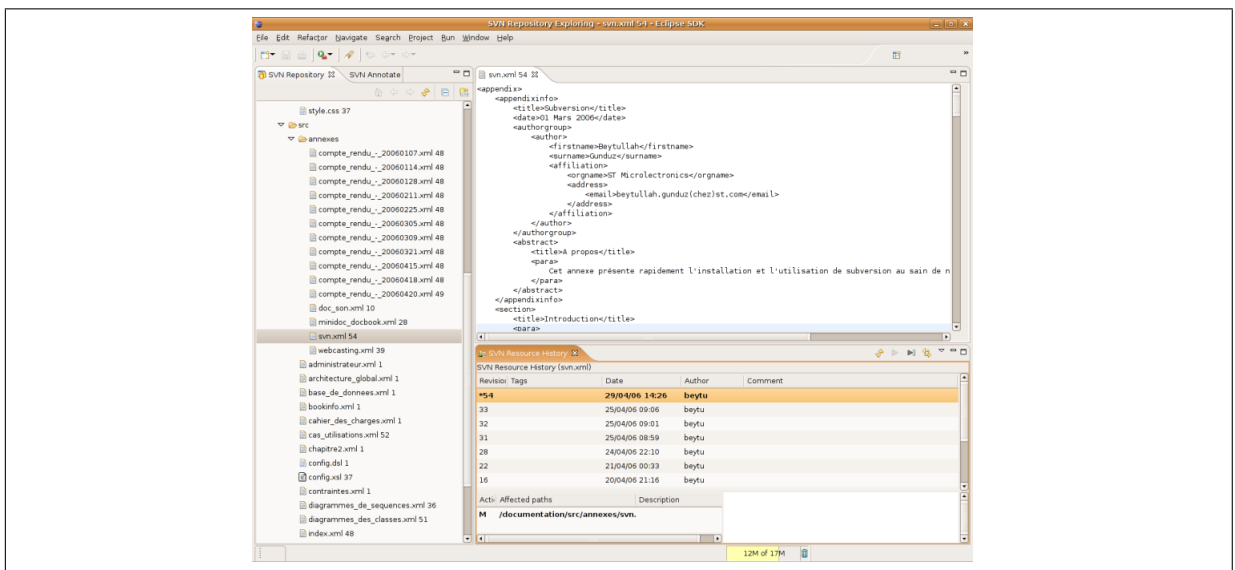 SVN Repository Exploring - svn.xml 54 - Eclipse SDK
File Edit Refactor Navigate Search Project Run Window Help
SVN Repository SVN Annotate
style.css 37
src
annexes
compte_rendu_-_20060107.xml 48
compte_rendu_-_20060114.xml 48
compte_rendu_-_20060128.xml 48
compte_rendu_-_20060211.xml 48
compte_rendu_-_20060225.xml 48
compte_rendu_-_20060305.xml 48
compte_rendu_-_20060309.xml 48
compte_rendu_-_20060321.xml 48
compte_rendu_-_20060415.xml 48
compte_rendu_-_20060418.xml 48
compte_rendu_-_20060420.xml 49
doc_son.xml 10
minidoc_docbook.xml 28
svn.xml 54
webcasting.xml 39
administrateur.xml 1
architecture_global.xml 1
base_de_donnees.xml 1
bookinfo.xml 1
cahier_des_charges.xml 1
cas_utilisations.xml 52
chapitre2.xml 1
config.dsl 1
config.xsl 37
contraintes.xml 1
diagrammes_de_sequences.xml 36
diagrammes_des_classes.xml 51
index.xml 48
svn.xml 54
<appendix>
<appendixinfo>
<title>Subversion</title>
<date>01 Mars 2006</date>
<authorgroup>
<author>
<firstname>Beytullah</firstname>
<surname>Gunduz</surname>
<affiliation>
<orgname>ST Microlectronics</orgname>
<address>
<email>beytullah.gunduz(chez)st.com</email>
</address>
</affiliation>
</author>
</authorgroup>
<abstract>
<title>A propos</title>
<para>
Cet annexe présente rapidement l'installation et l'utilisation de subversion au sain de n
</para>
</abstract>
</appendixinfo>
<section>
<title>Introduction</title>
<para>
SVN Resource History
SVN Resource History (svn.xml)
Revision Tags Date Author Comment
*54 29/04/06 14:26 beytu
33 25/04/06 09:06 beytu
32 25/04/06 09:01 beytu
31 25/04/06 08:59 beytu
28 24/04/06 22:10 beytu
22 21/04/06 00:33 beytu
16 20/04/06 21:16 beytu
Acti Affected paths Description
M /documentation/src/annexes/svn.
12M of 17M